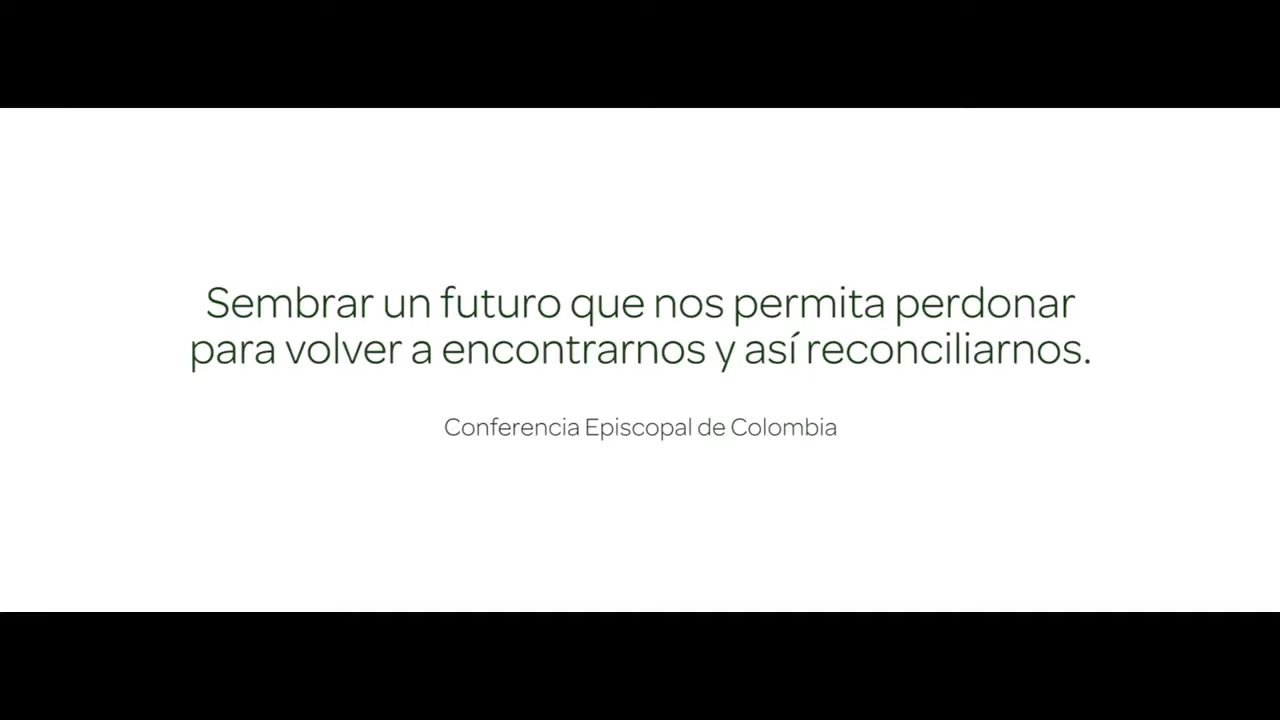 Sembrar un futuro que nos permita perdonar
para volver a encontrarnos y así reconciliarnos.
Conferencia Episcopal de Colombia